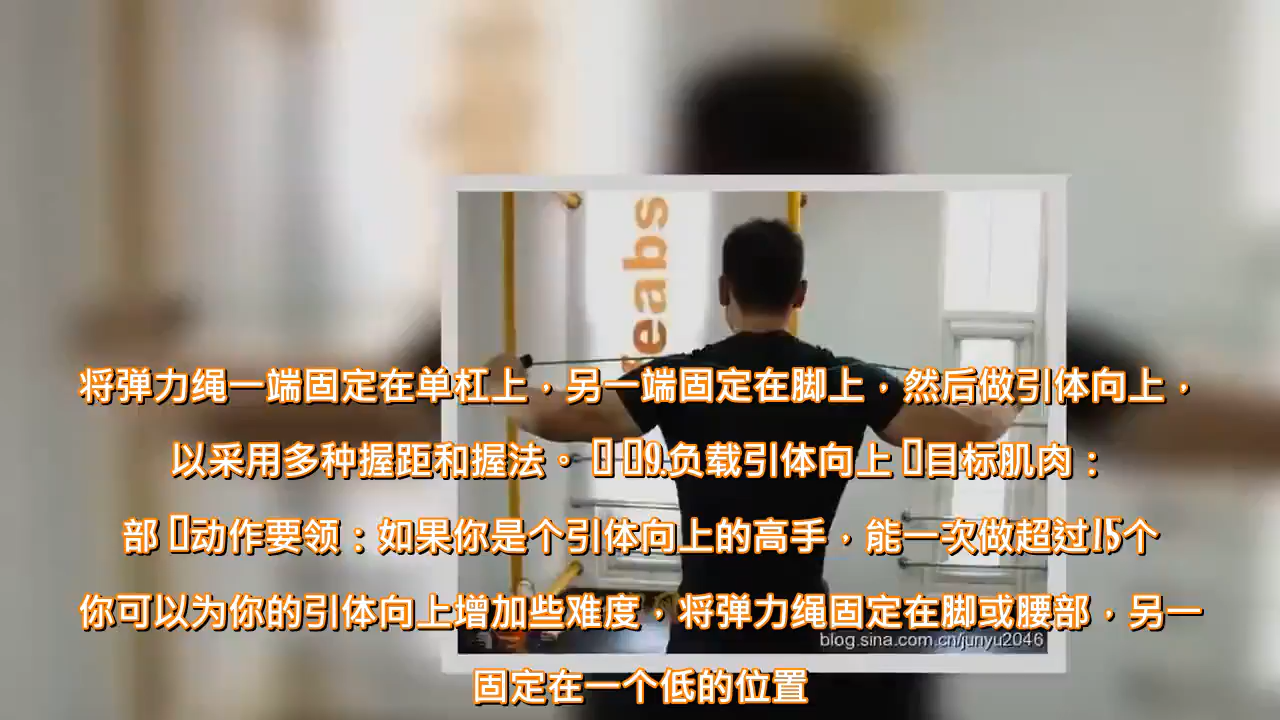 eabs
将弹力绳一端固定在单杠上，另一端固定在脚上，然后做引体向上，
以采用多种握距和握法。 9.负载引体向上 目标肌肉：
部 动作要领：如果你是个引体向上的高手，能一次做超过15个
你可以为你的引体向上增加些难度，将弹力绳固定在脚或腰部，另一
blog.sina.com.cn/junyu2046
固定在一个低的位置